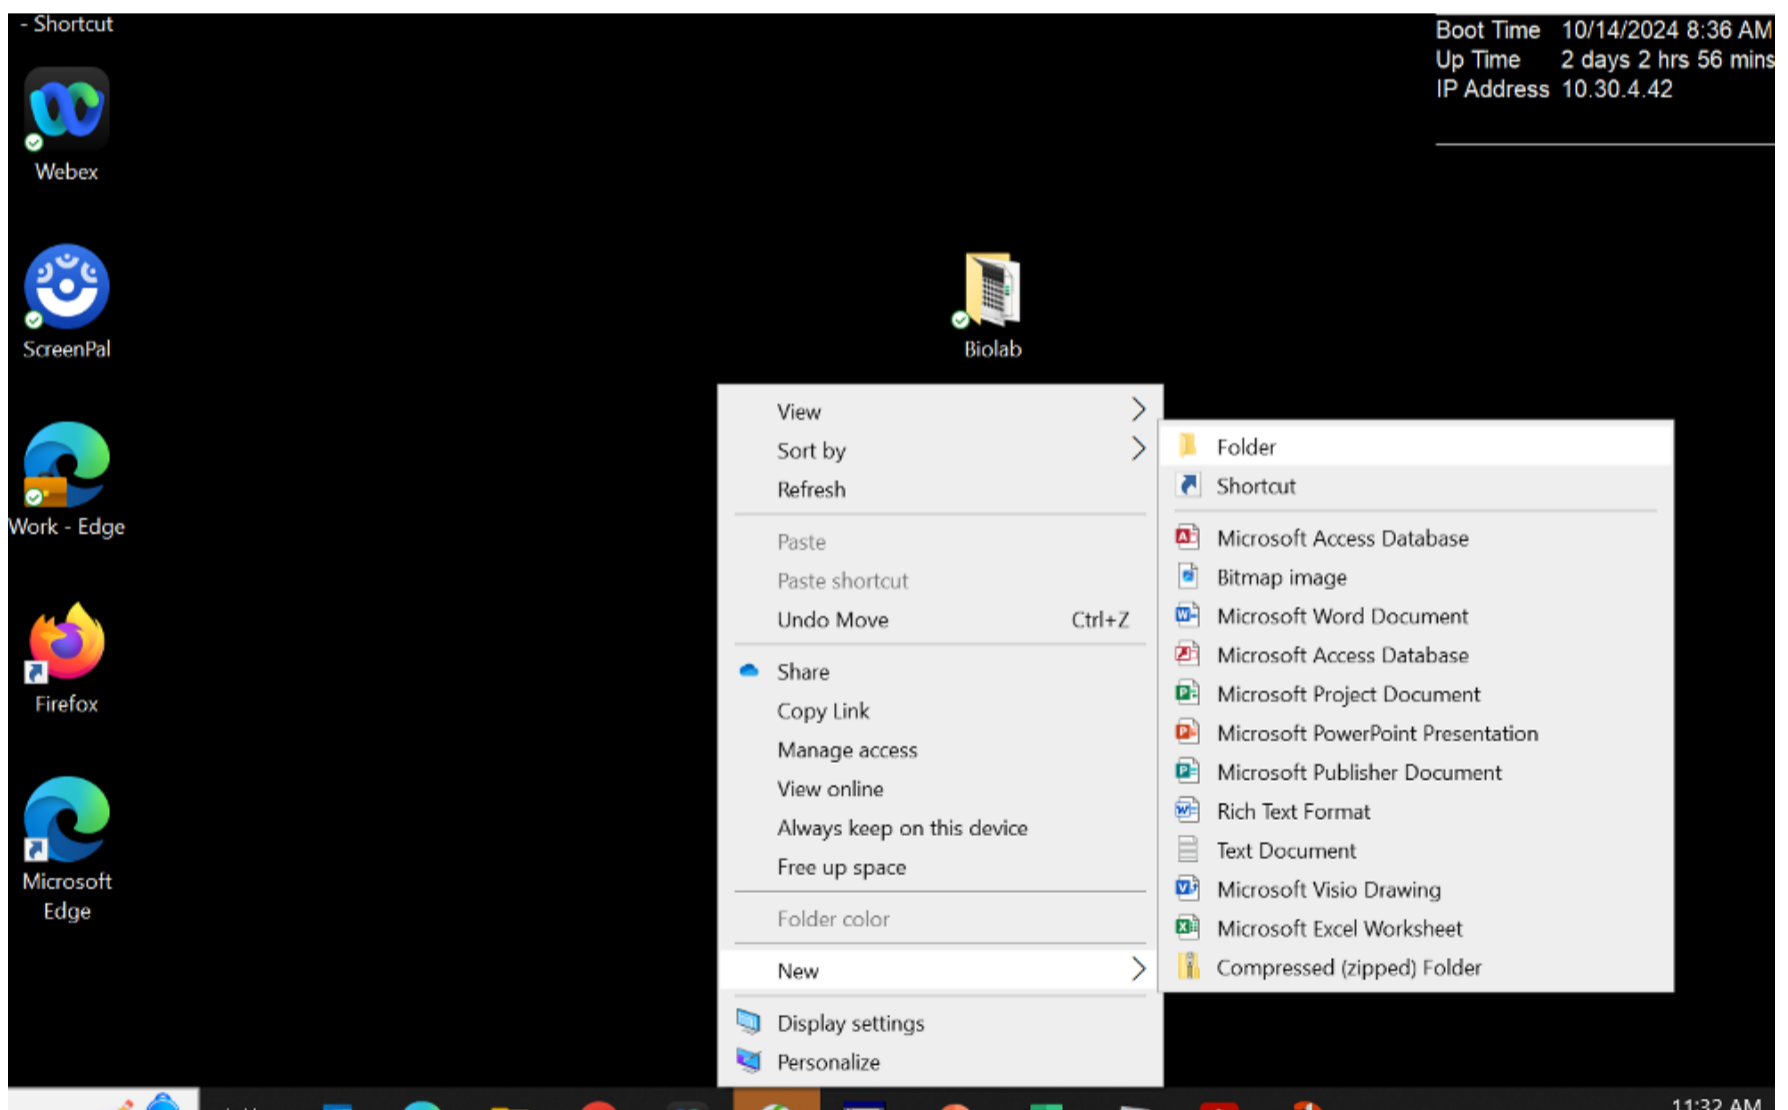 - Shortcut
Webex
ScreenPal
Work - Edge
Firefox
Microsoft
Edge
Biolab
Boot Time 10/14/2024 8:36 AM
Up Time 2 days 2 hrs 56 mins
IP Address 10.30.4.42
View
Sort by
Refresh
Paste
Paste shortcut
Undo Move Ctrl+Z
Share
Copy Link
Manage access
View online
Always keep on this device
Free up space
Folder color
New
Display settings
Personalize
Folder
Shortcut
Microsoft Access Database
Bitmap image
Microsoft Word Document
Microsoft Access Database
Microsoft Project Document
Microsoft PowerPoint Presentation
Microsoft Publisher Document
Rich Text Format
Text Document
Microsoft Visio Drawing
Microsoft Excel Worksheet
Compressed (zipped) Folder
11:32 AM